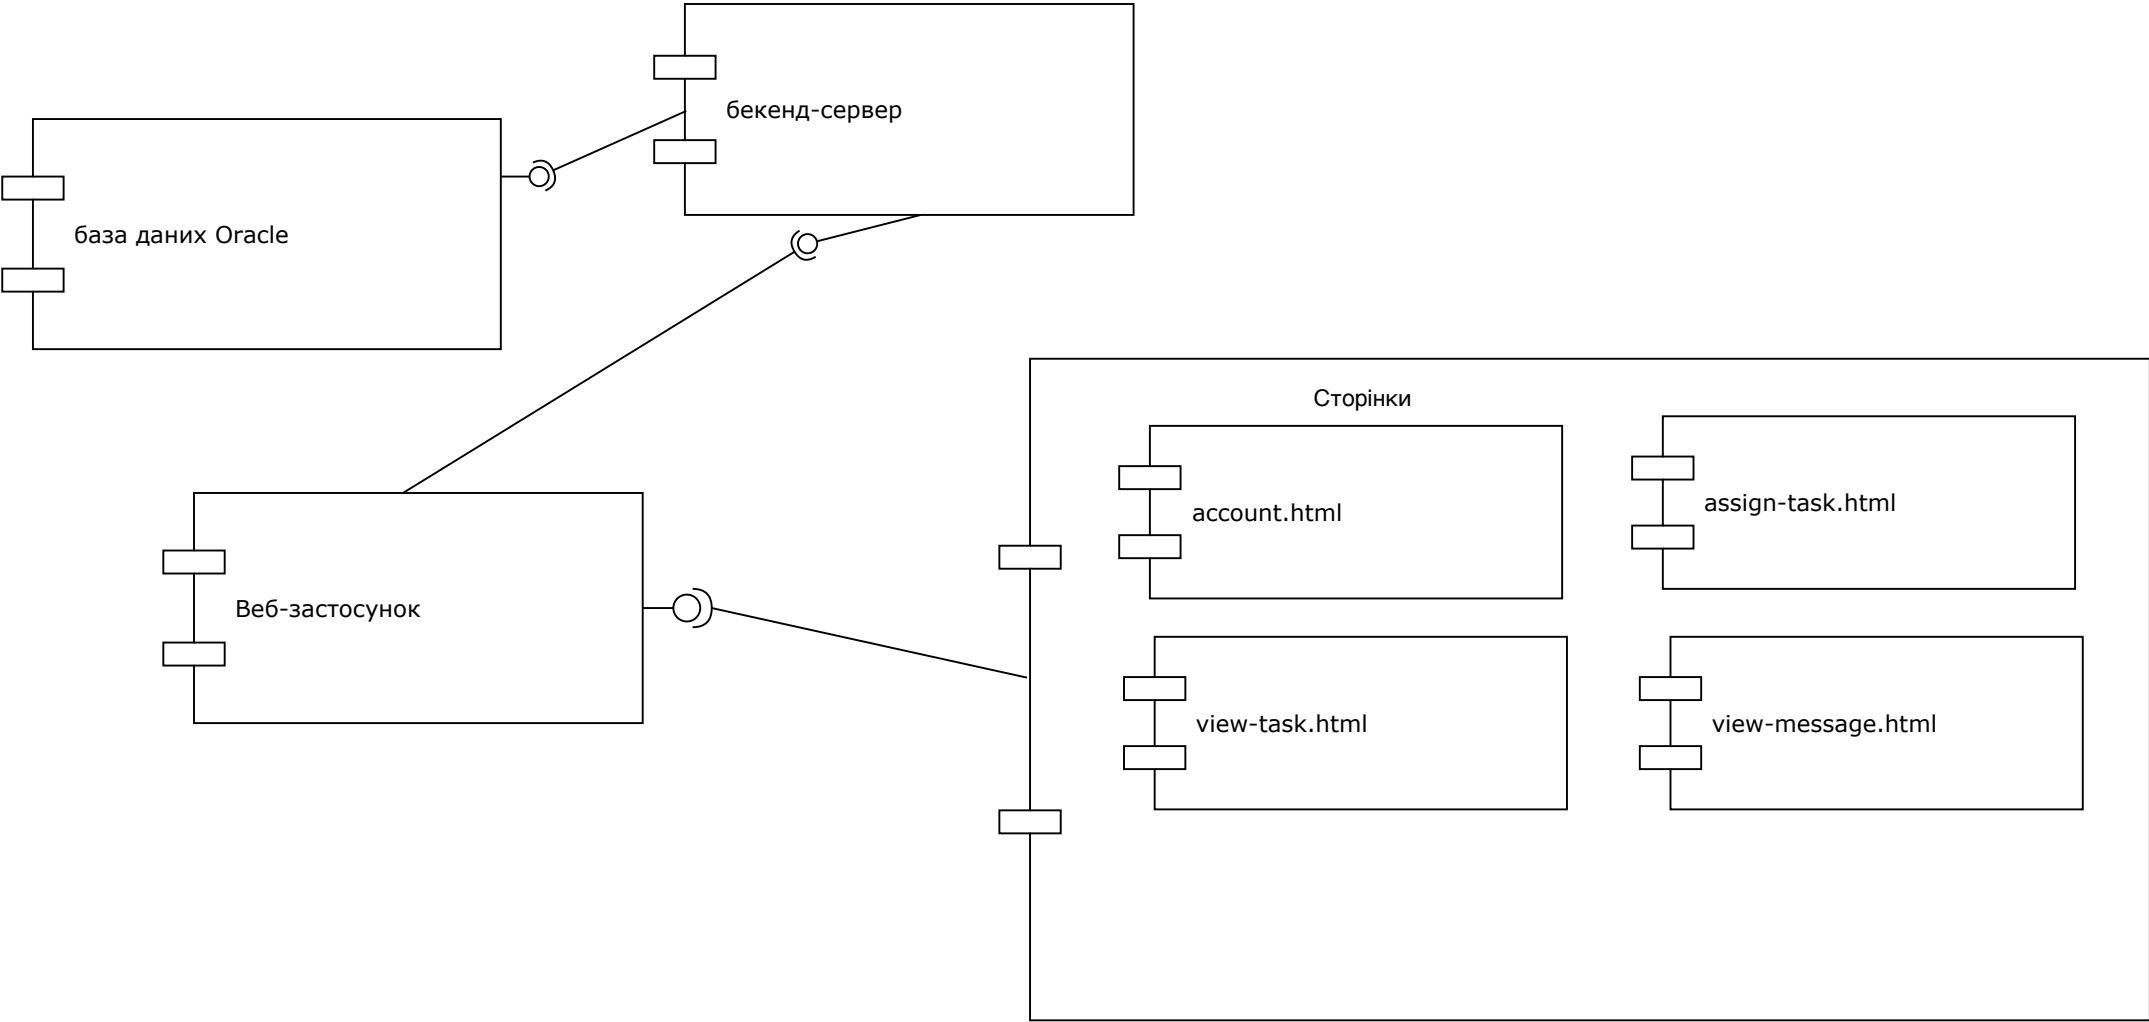 бекенд-сервер
база даних Oracle
Сторінки
account.html
assign-task.html
Веб-застосунок
view-task.html
view-message.html